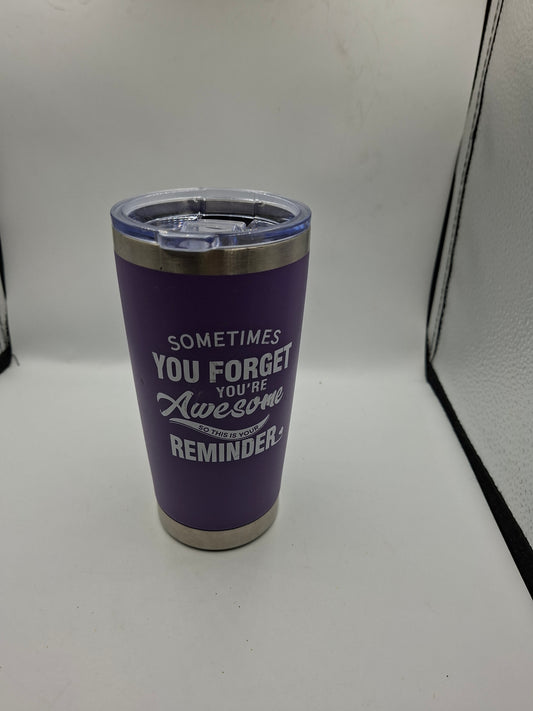 SOMETIMES
YOU FORGET
YOU'RE
Awesome
SO THIS IS YOUR
REMINDER